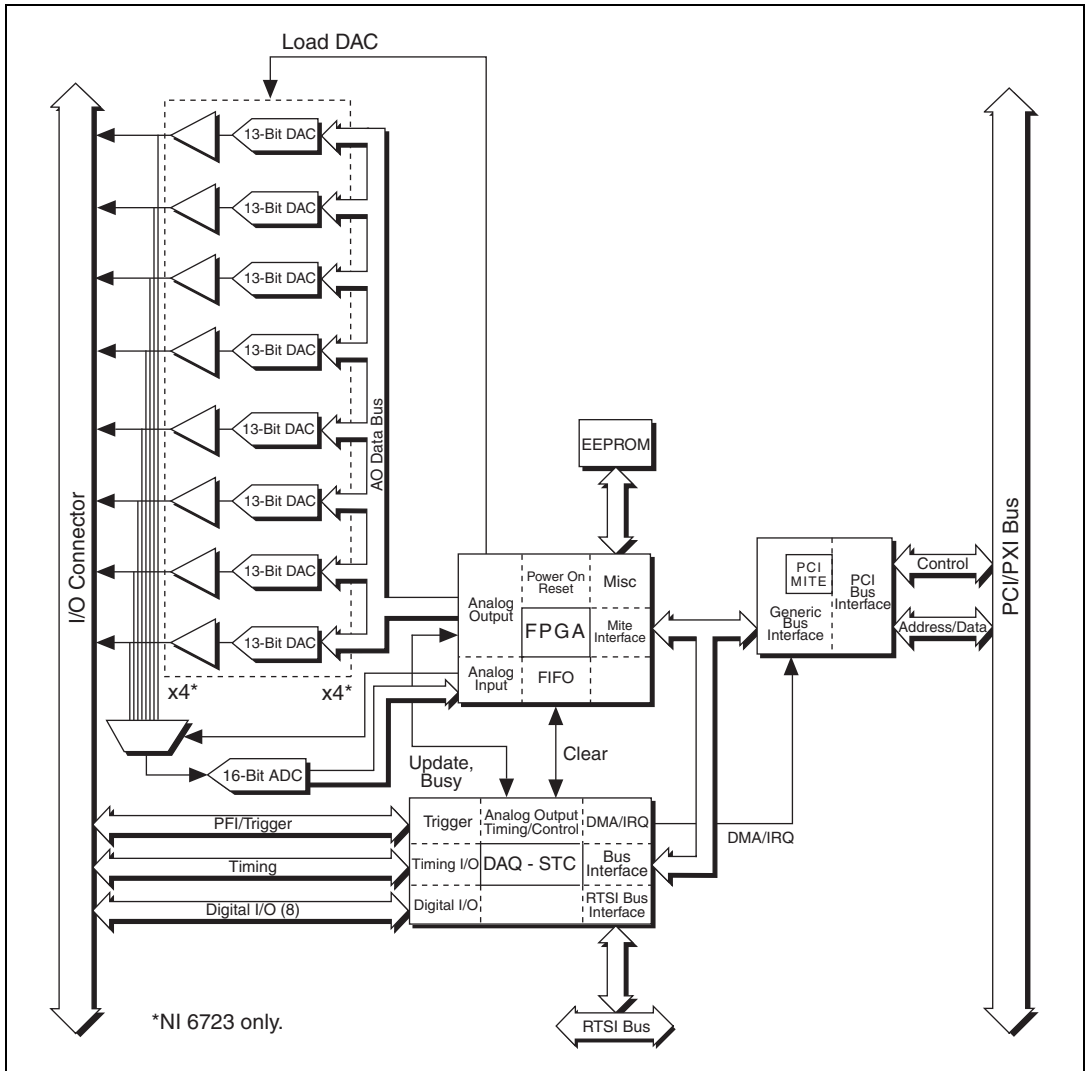 Load DAC
13-Bit DAC
13-Bit DAC
13-Bit DAC
13-Bit DAC
13-Bit DAC
13-Bit DAC
13-Bit DAC
13-Bit DAC
AO Data Bus
I/O Connector
x4*
x4*
16-Bit ADC
EEPROM
Analog
Output
Power On
Reset
Misc
FPGA
Mite
Interface
Analog
Input
FIFO
PCI
MITE
PCI
Bus
Interface
Generic
Bus
Interface
Control
Address/Data
PCI/PXI Bus
Update,
Busy
Clear
PFI/Trigger
Timing
Digital I/O (8)
Trigger
Analog Output
Timing/Control
DMA/IRQ
Timing I/O
DAQ - STC
Bus
Interface
Digital I/O
RTSI Bus
Interface
DMA/IRQ
RTSI Bus
*NI 6723 only.